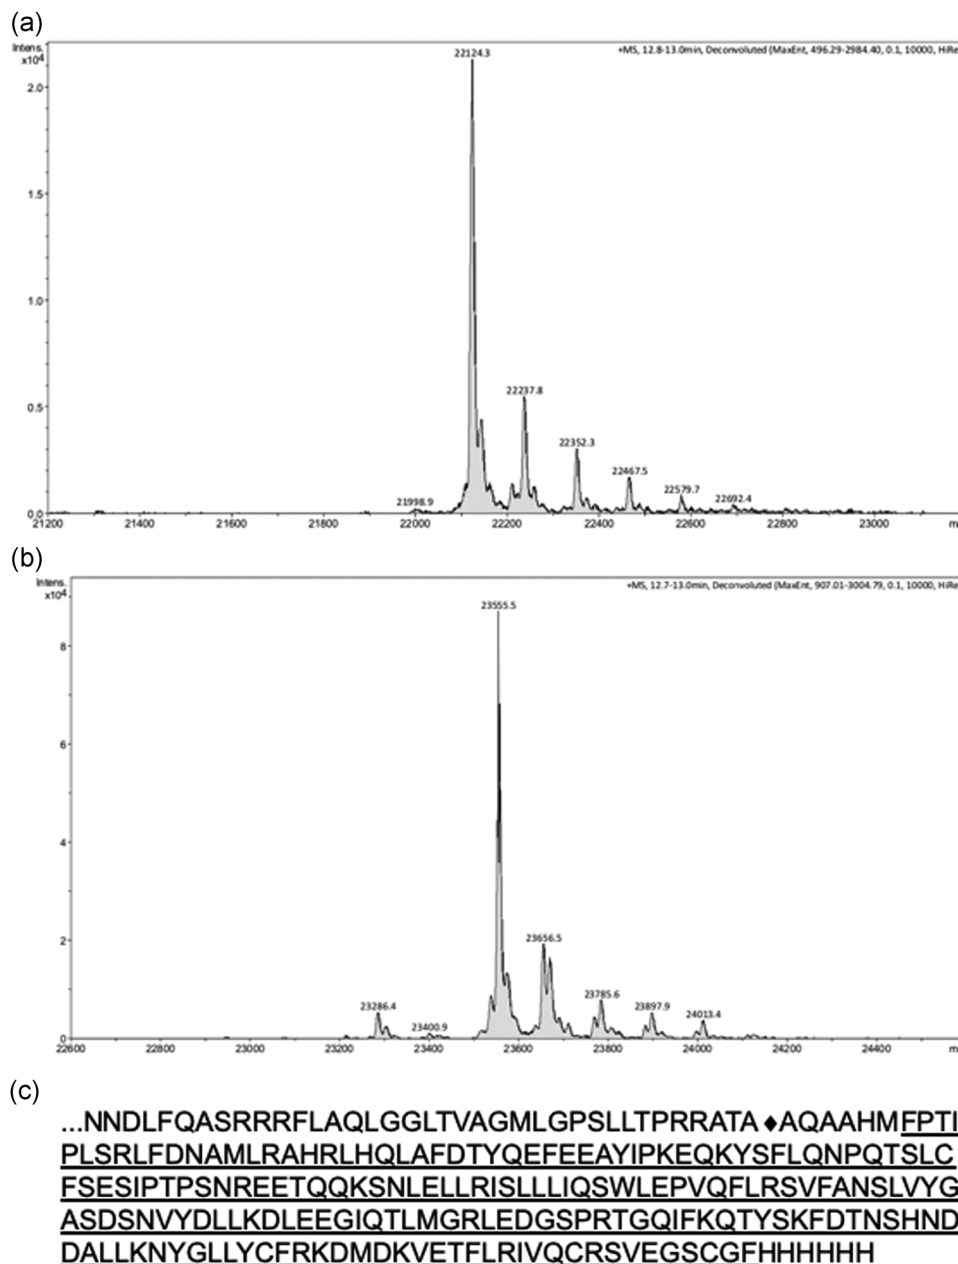 (a)
Intens.
x10⁴
+MS, 12.8-13.0min, Deconvoluted (MaxEnt, 496.29-2984.40, 0.1, 10000, HiRe
22124.3
2.0
1.5
1.0
22237.8
0.5
22352.3
22467.5
22579.7
22692.4
21998.9
0.0
21200 21400 21600 21800 22000 22200 22400 22600 22800 23000 m
(b)
Intens.
x10⁴
+MS, 12.7-13.0min, Deconvoluted (MaxEnt, 907.01-3004.79, 0.1, 10000, HiRe
23555.5
8
6
4
2
23656.5
23785.6
23286.4
23897.9
24013.4
23400.9
0
22600 22800 23000 23200 23400 23600 23800 24000 24200 24400 m
(c)
...NNDLFQASRRRFLAQLGGLTVAGMLGPSLLTPRRATA♦AQAAHMFPTI
PLSRLFDNAMLRAHRLHQLAFDTYQEFEEAYIPKEQKYSFLQNPQTSLC
FSESIPTPSNREETQQKSNLELLRISLLLIQSWLEPVQFLRSVFANSLVYG
ASDSNVYDLLKDLEEGIQTLMGRLEDGSPRTGQIFKQTYSKFDTNSHND
DALLKNYGLLYCFRKDMDKVETFLRIVQCRSVEGSCGFHHHHHH